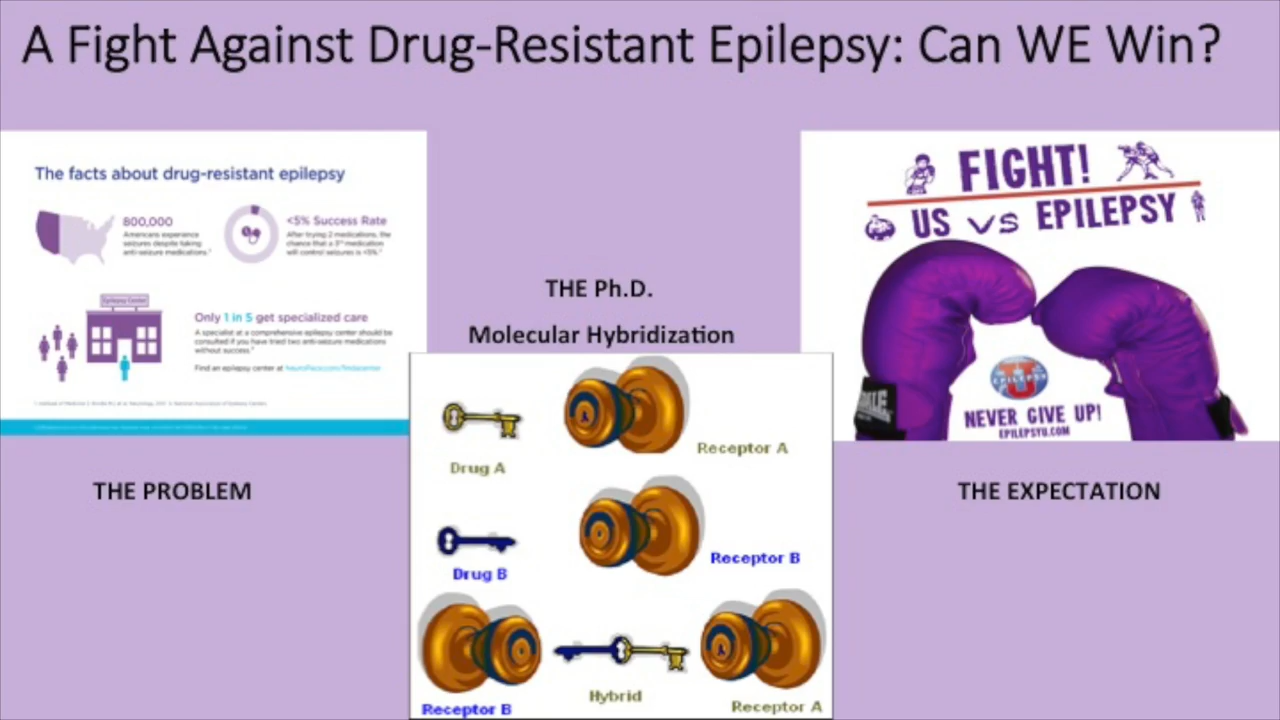 A Fight Against Drug-Resistant Epilepsy: Can WE Win?
The facts about drug-resistant epilepsy
800,000
Americans experience
seizures despite taking
anti-seizure medications.
<5% Success Rate
After trying 2 medications, the
chance that a 3rd medication
will control seizures is <5%.
Epilepsy Center
Only 1 in 5 get specialized care
A specialist at a comprehensive epilepsy center should be
consulted if you have tried two anti-seizure medications
without success.
Find an epilepsy center at
THE PROBLEM
THE Ph.D.
Molecular Hybridization
Drug A
Receptor A
Drug B
Receptor B
Receptor B
Hybrid
Receptor A
FIGHT!
US VS EPILEPSY
U
EPILEPSY
NEVER GIVE UP!
EPILEPSYU.COM
THE EXPECTATION